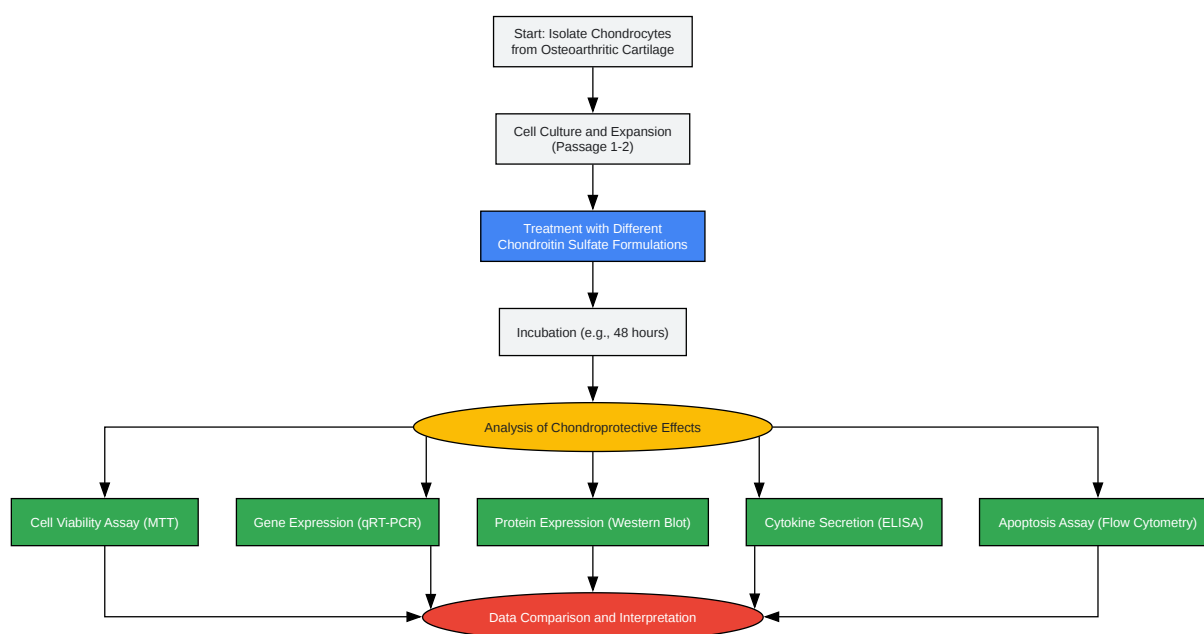 Start: Isolate Chondrocytes
from Osteoarthritic Cartilage
Cell Culture and Expansion
(Passage 1-2)
Treatment with Different
Chondroitin Sulfate Formulations
Incubation (e.g., 48 hours)
Analysis of Chondroprotective Effects
Cell Viability Assay (MTT)
Gene Expression (qRT-PCR)
Protein Expression (Western Blot)
Cytokine Secretion (ELISA)
Apoptosis Assay (Flow Cytometry)
Data Comparison and Interpretation